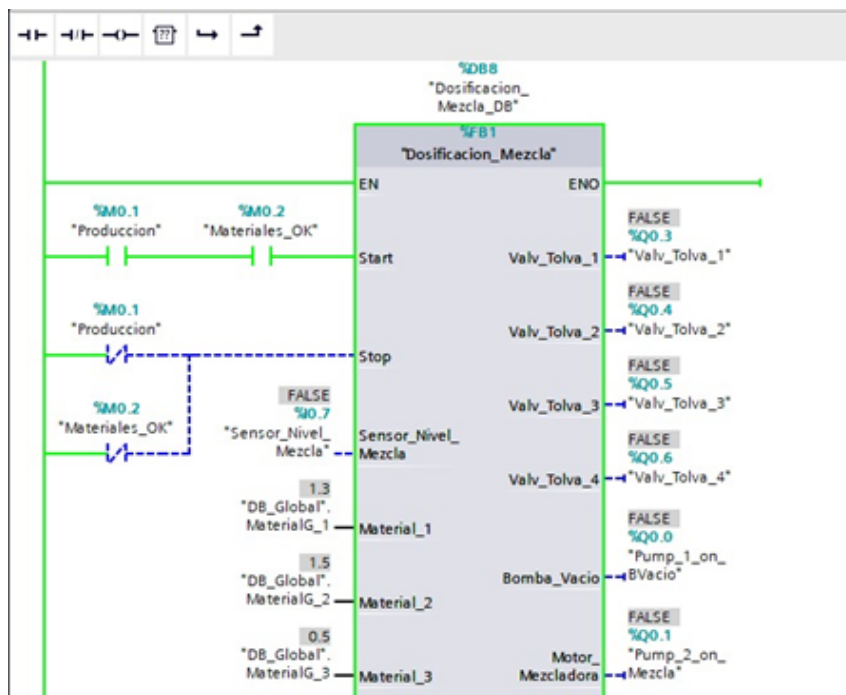 ??
%DB8
"Dosificacion_
Mezcla_DB"
%FB1
"Dosificacion_Mezcla"
EN
ENO
%M0.1
"Produccion"
%M0.2
"Materiales_OK"
Start
FALSE
%Q0.3
Valv_Tolva_1
"Valv_Tolva_1"
%M0.1
"Produccion"
Stop
FALSE
%Q0.4
Valv_Tolva_2
"Valv_Tolva_2"
%M0.2
"Materiales_OK"
FALSE
%I0.7
"Sensor_Nivel_
Mezcla"
Sensor_Nivel_
Mezcla
FALSE
%Q0.5
Valv_Tolva_3
"Valv_Tolva_3"
FALSE
%Q0.6
Valv_Tolva_4
"Valv_Tolva_4"
1.3
"DB_Global".
MaterialG_1
Material_1
FALSE
%Q0.0
"Pump_1_on_
BVacio"
Bomba_Vacio
1.5
"DB_Global".
MaterialG_2
Material_2
0.5
"DB_Global".
MaterialG_3
Material_3
FALSE
%Q0.1
"Pump_2_on_
Mezcla"
Motor_
Mezcladora